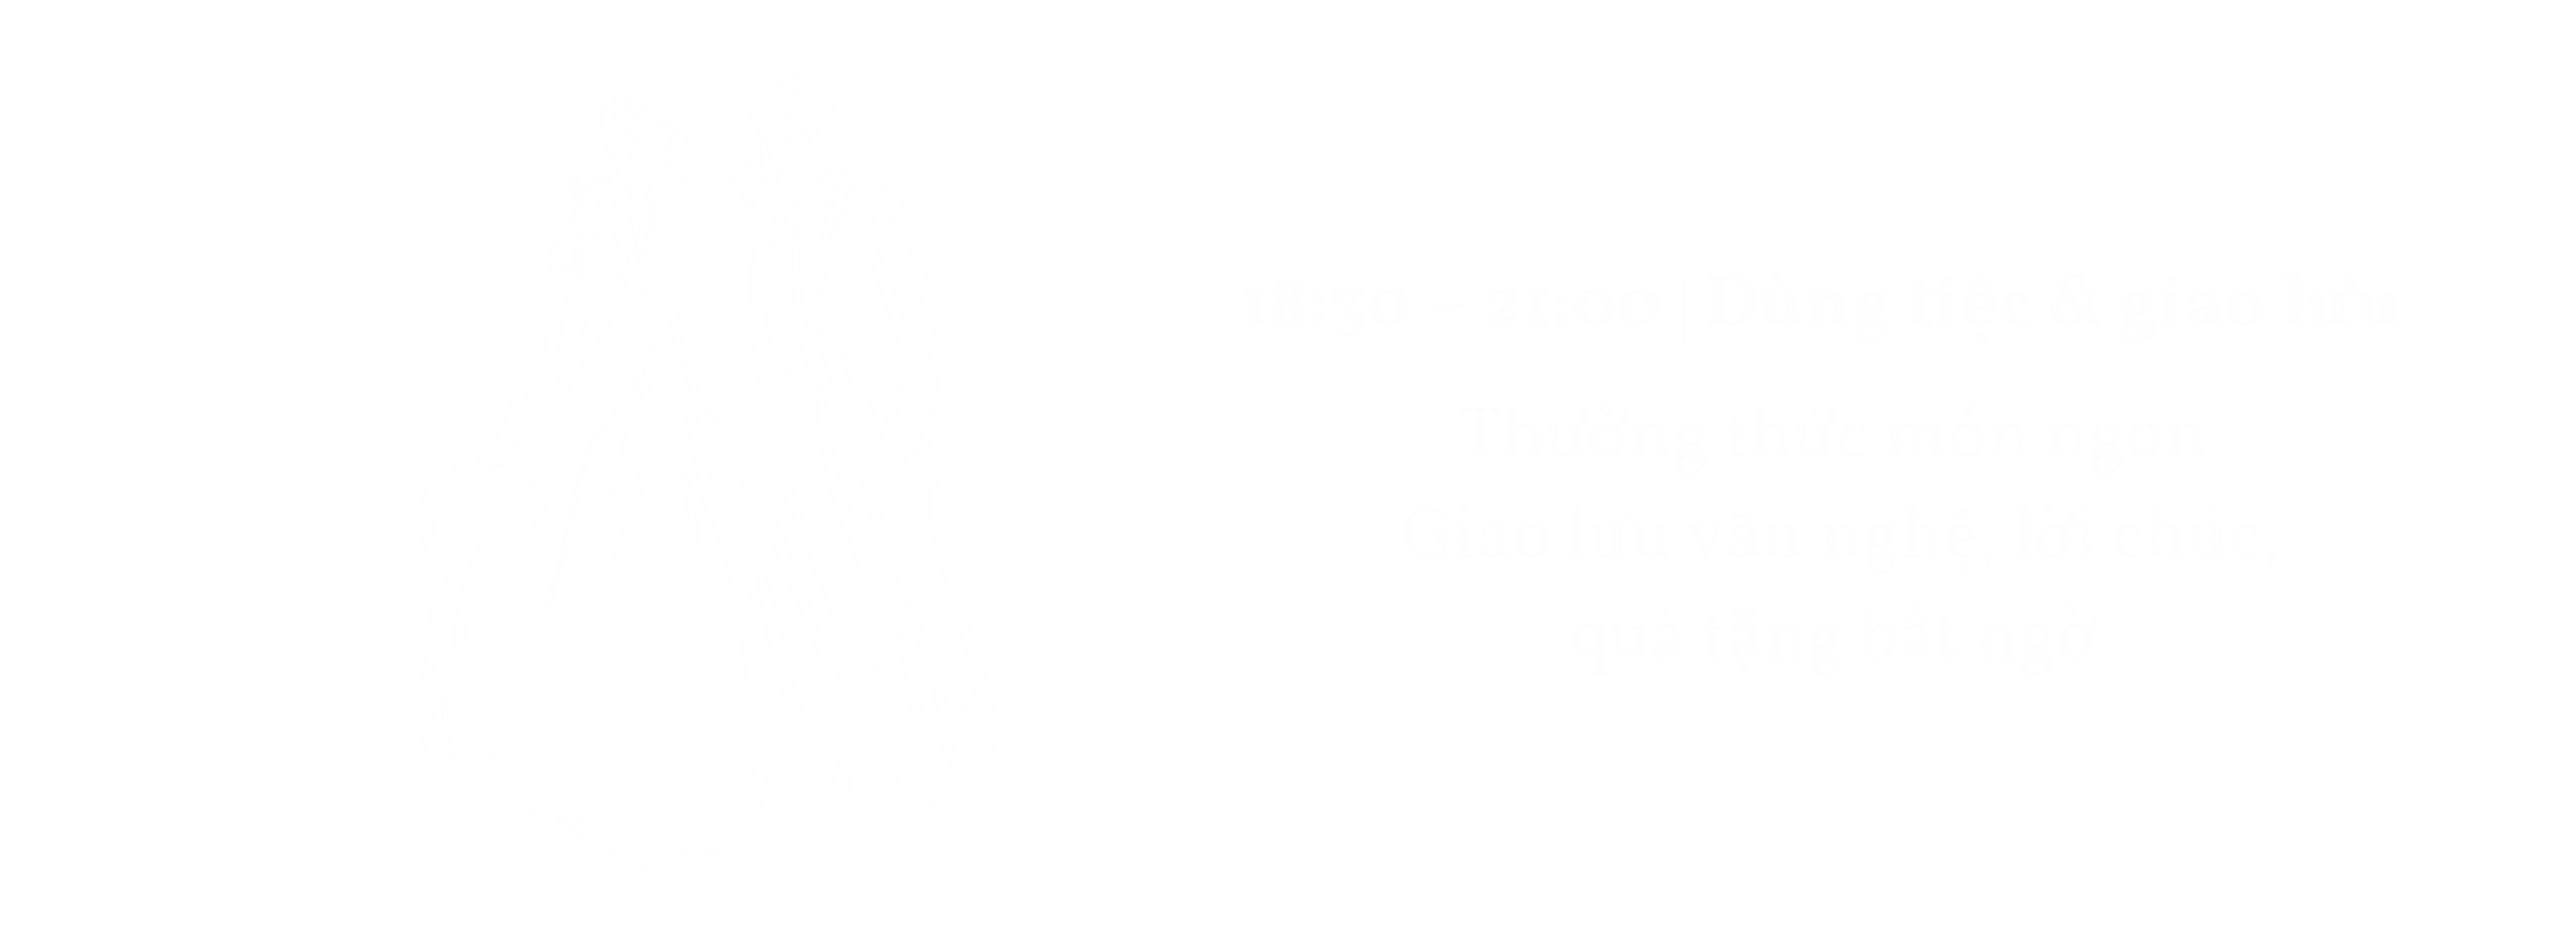 18:30 – 21:00 | Dùng tiệc & giao lưu
Thưởng thức món ngon
Giao lưu văn nghệ, lời chúc,
quà tặng bất ngờ